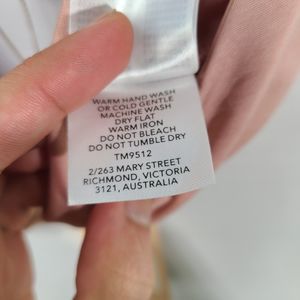 WARM HAND WASH
OR COLD GENTLE
MACHINE WASH
DRY FLAT
WARM IRON
DO NOT BLEACH
DO NOT TUMBLE DRY
TM9512
2/263 MARY STREET
RICHMOND, VICTORIA
3121, AUSTRALIA